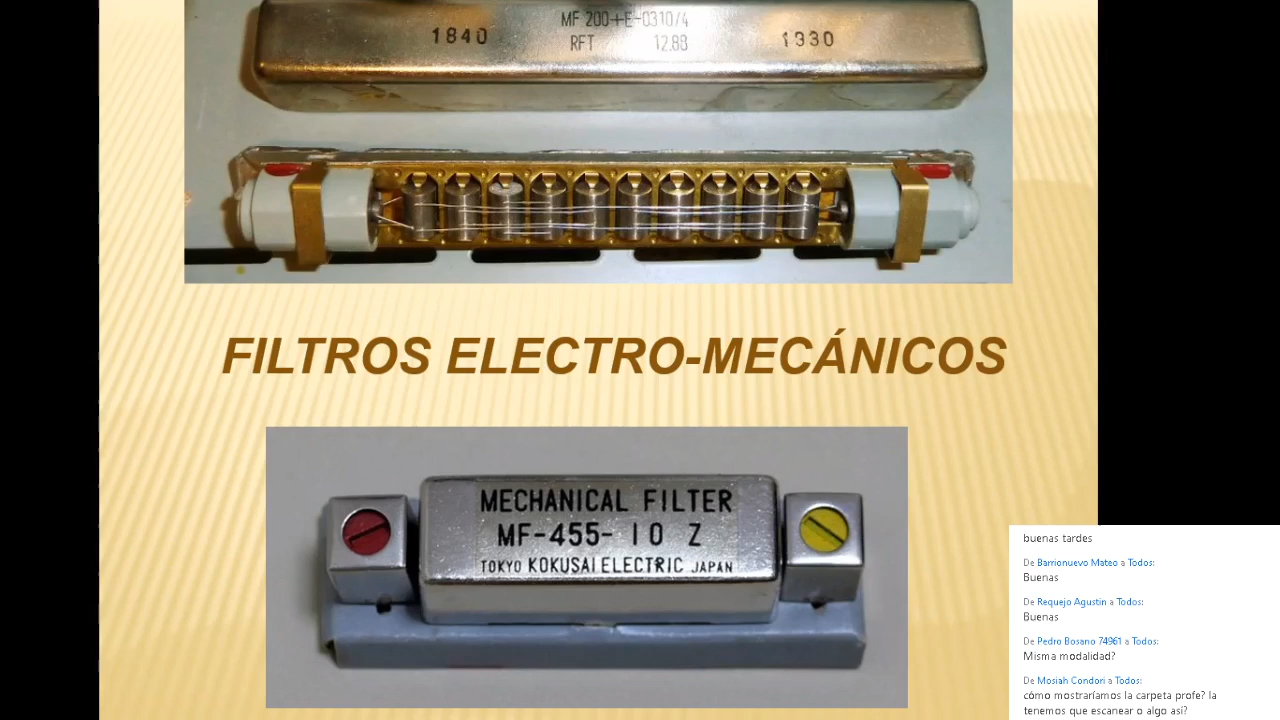 MF 200+E-0310/4
1840 RFT 12.88 1930
FILTROS ELECTRO-MECÁNICOS
MECHANICAL FILTER
MF-455- 10 Z
TOKYO KOKUSAI ELECTRIC JAPAN
buenas tardes
De Barrionuevo Mateo a Todos:
Buenas
De Requejo Agustin a Todos:
Buenas
De Pedro Bosano 74961 a Todos:
Misma modalidad?
De Mosiah Condori a Todos:
cómo mostraríamos la carpeta profe? la
tenemos que escanear o algo así?